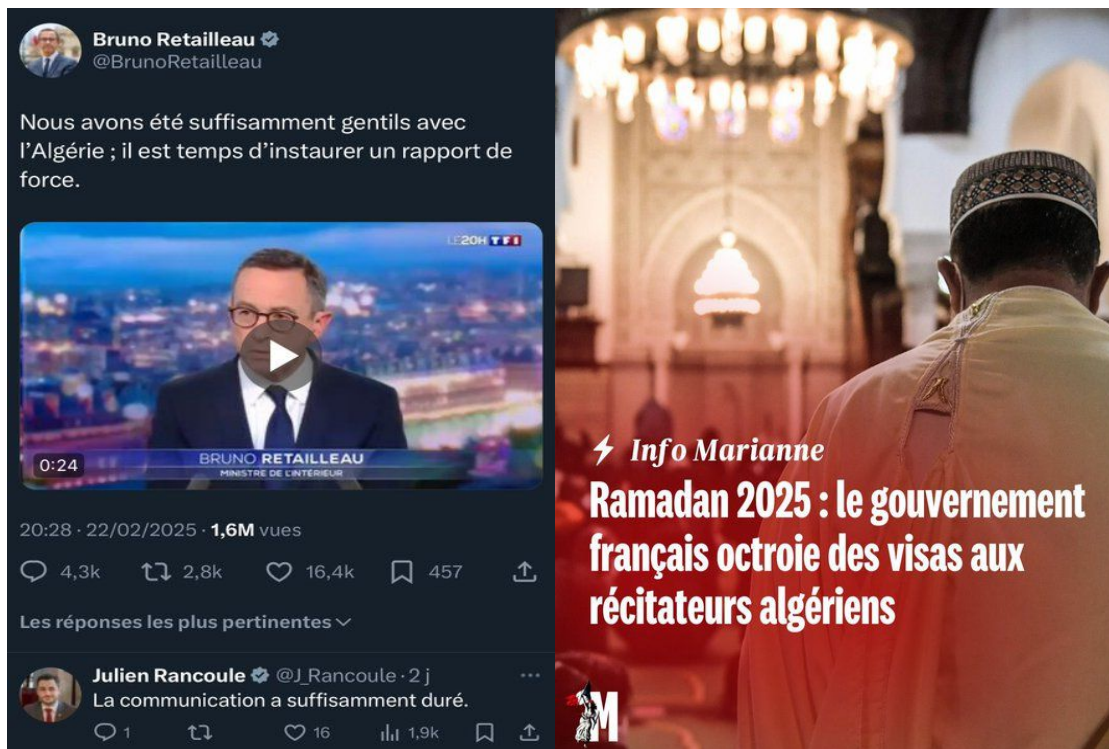 Bruno Retailleau
@BrunoRetailleau
Nous avons été suffisamment gentils avec
l’Algérie ; il est temps d’instaurer un rapport de
force.
LE20H TF1
0:24
BRUNO RETAILLEAU
MINISTRE DE L'INTÉRIEUR
20:28 · 22/02/2025 · 1,6M vues
4,3k 2,8k 16,4k 457
Les réponses les plus pertinentes
Julien Rancoule @J_Rancoule · 2 j
La communication a suffisamment duré.
1 16 1,9k
Info Marianne
Ramadan 2025 : le gouvernement
français octroie des visas aux
récitateurs algériens
M